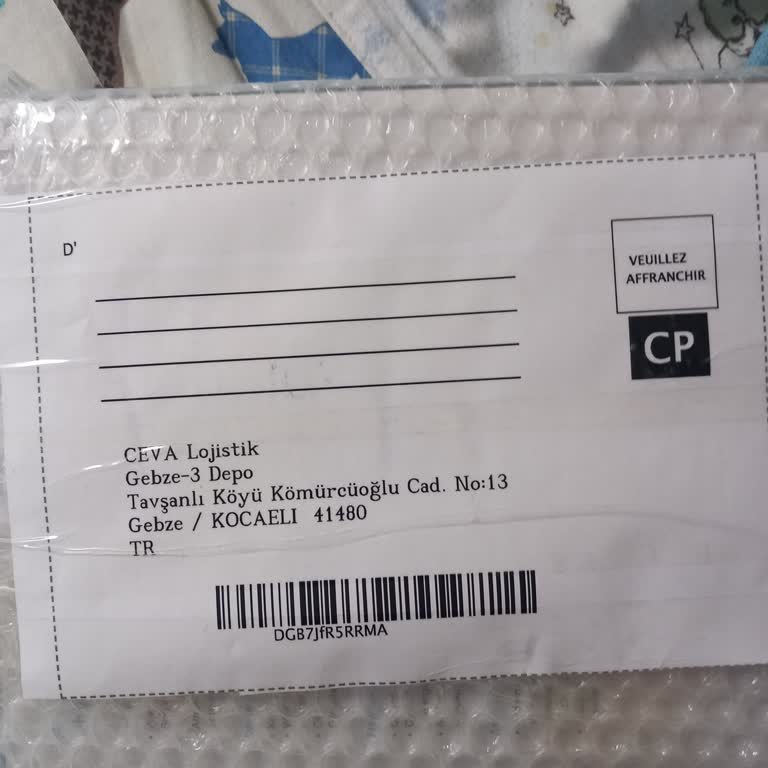 D'
VEUILLEZ
AFFRANCHIR
CP
CEVA Lojistik
Gebze-3 Depo
Tavşanlı Köyü Kömürcüoğlu Cad. No:13
Gebze / KOCAELI 41480
TR
DGB7JfR5RRMA